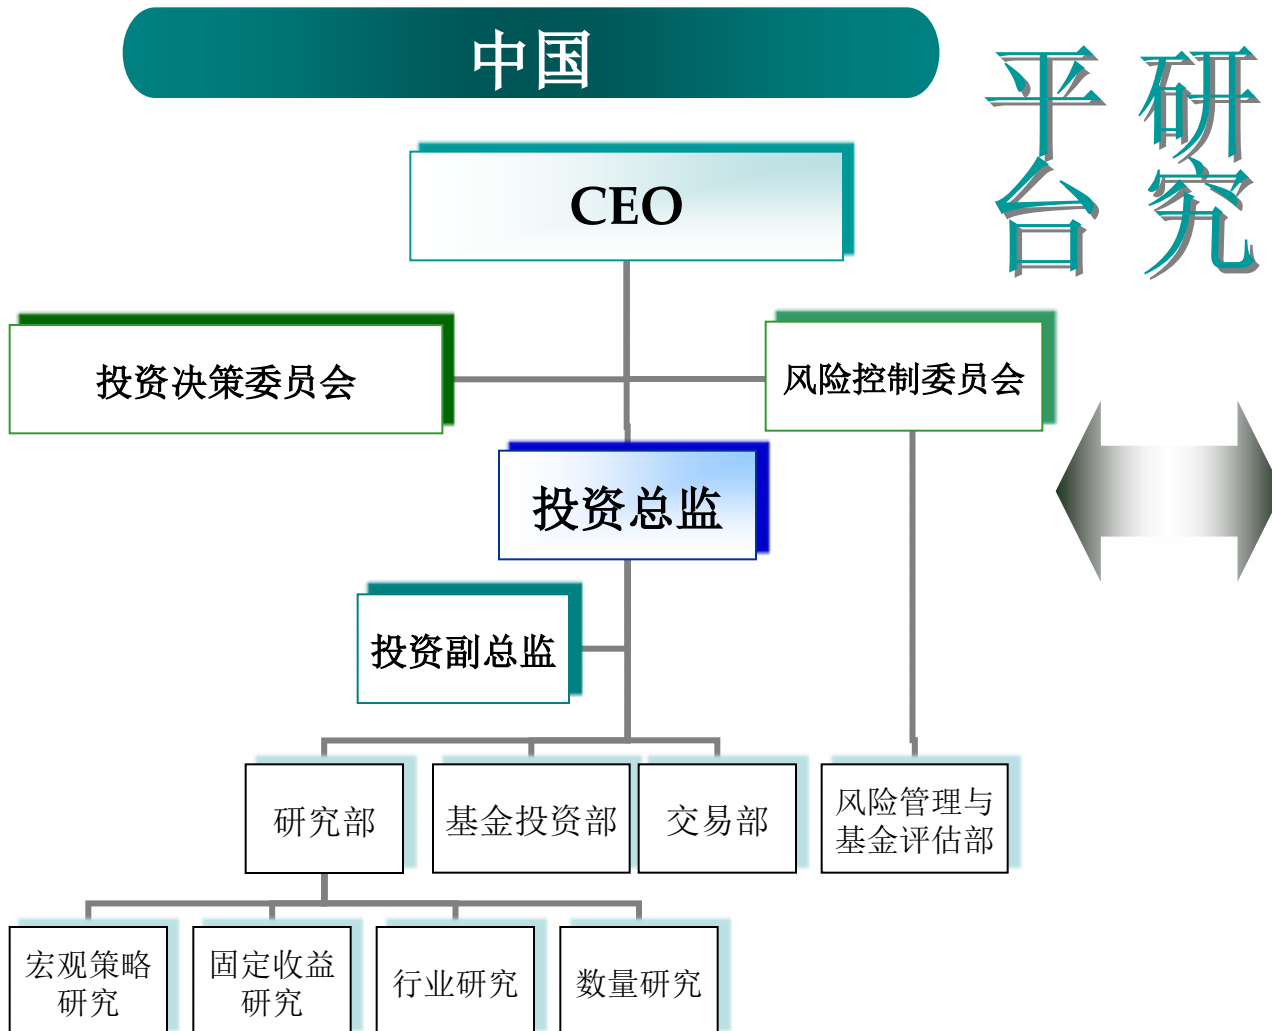 中国
研究
平台
CEO
投资决策委员会
风险控制委员会
投资总监
投资副总监
研究部
基金投资部
交易部
风险管理与
基金评估部
宏观策略
研究
固定收益
研究
行业研究
数量研究